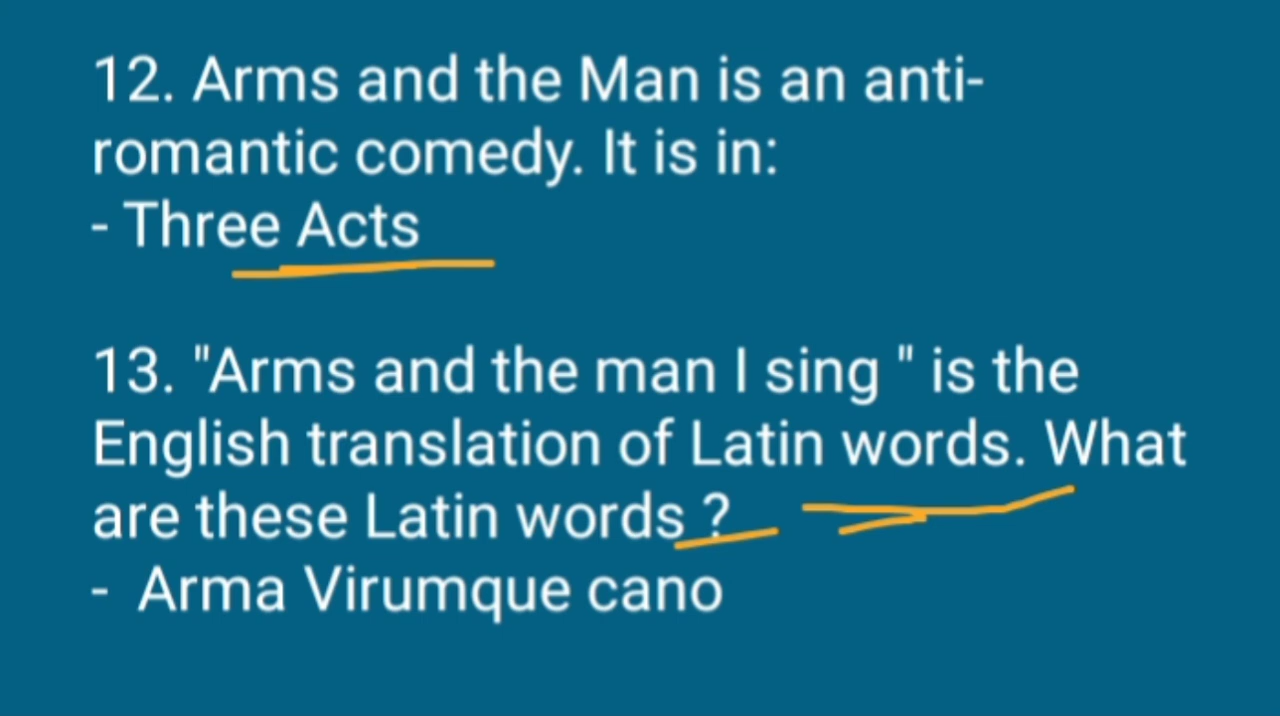 12. Arms and the Man is an anti-
romantic comedy. It is in:
- Three Acts
13. "Arms and the man I sing " is the
English translation of Latin words. What
are these Latin words ?
- Arma Virumque cano